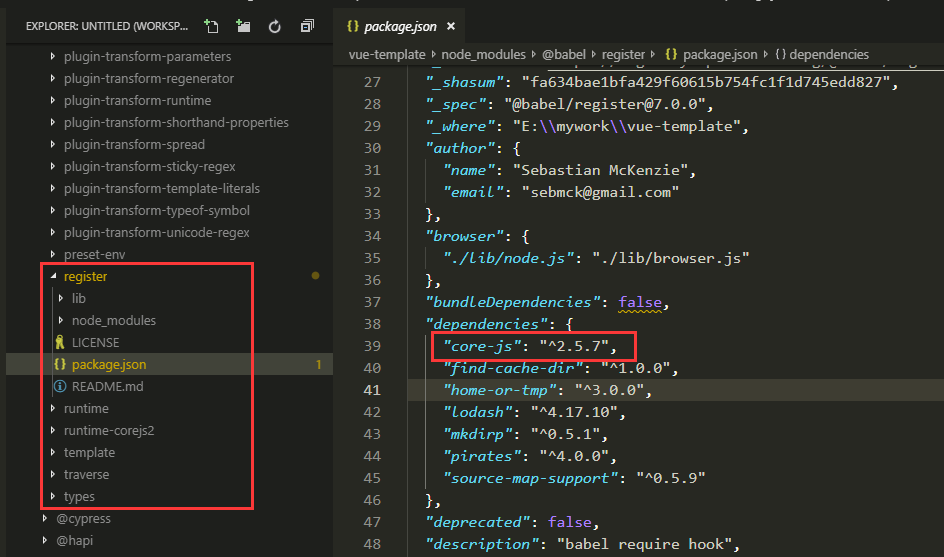 EXPLORER: UNTITLED (WORKSP...
plugin-transform-parameters
plugin-transform-regenerator
plugin-transform-runtime
plugin-transform-shorthand-properties
plugin-transform-spread
plugin-transform-sticky-regex
plugin-transform-template-literals
plugin-transform-typeof-symbol
plugin-transform-unicode-regex
preset-env
register
lib
node_modules
LICENSE
{} package.json 1
README.md
runtime
runtime-corejs2
template
traverse
types
@cypress
@hapi
{} package.json ×
vue-template ▸ node_modules ▸ @babel ▸ register ▸ {} package.json ▸ {} dependencies
27 "_shasum": "fa634bae1bfa429f60615b754fc1f1d745edd827",
28 "_spec": "@babel/register@7.0.0",
29 "_where": "E:\\mywork\\vue-template",
30 "author": {
31 "name": "Sebastian McKenzie",
32 "email": "sebmck@gmail.com"
33 },
34 "browser": {
35 "./lib/node.js": "./lib/browser.js"
36 },
37 "bundleDependencies": false,
38 "dependencies": {
39 "core-js": "^2.5.7",
40 "find-cache-dir": "^1.0.0",
41 "home-or-tmp": "^3.0.0",
42 "lodash": "^4.17.10",
43 "mkdirp": "^0.5.1",
44 "pirates": "^4.0.0",
45 "source-map-support": "^0.5.9"
46 },
47 "deprecated": false,
48 "description": "babel require hook",